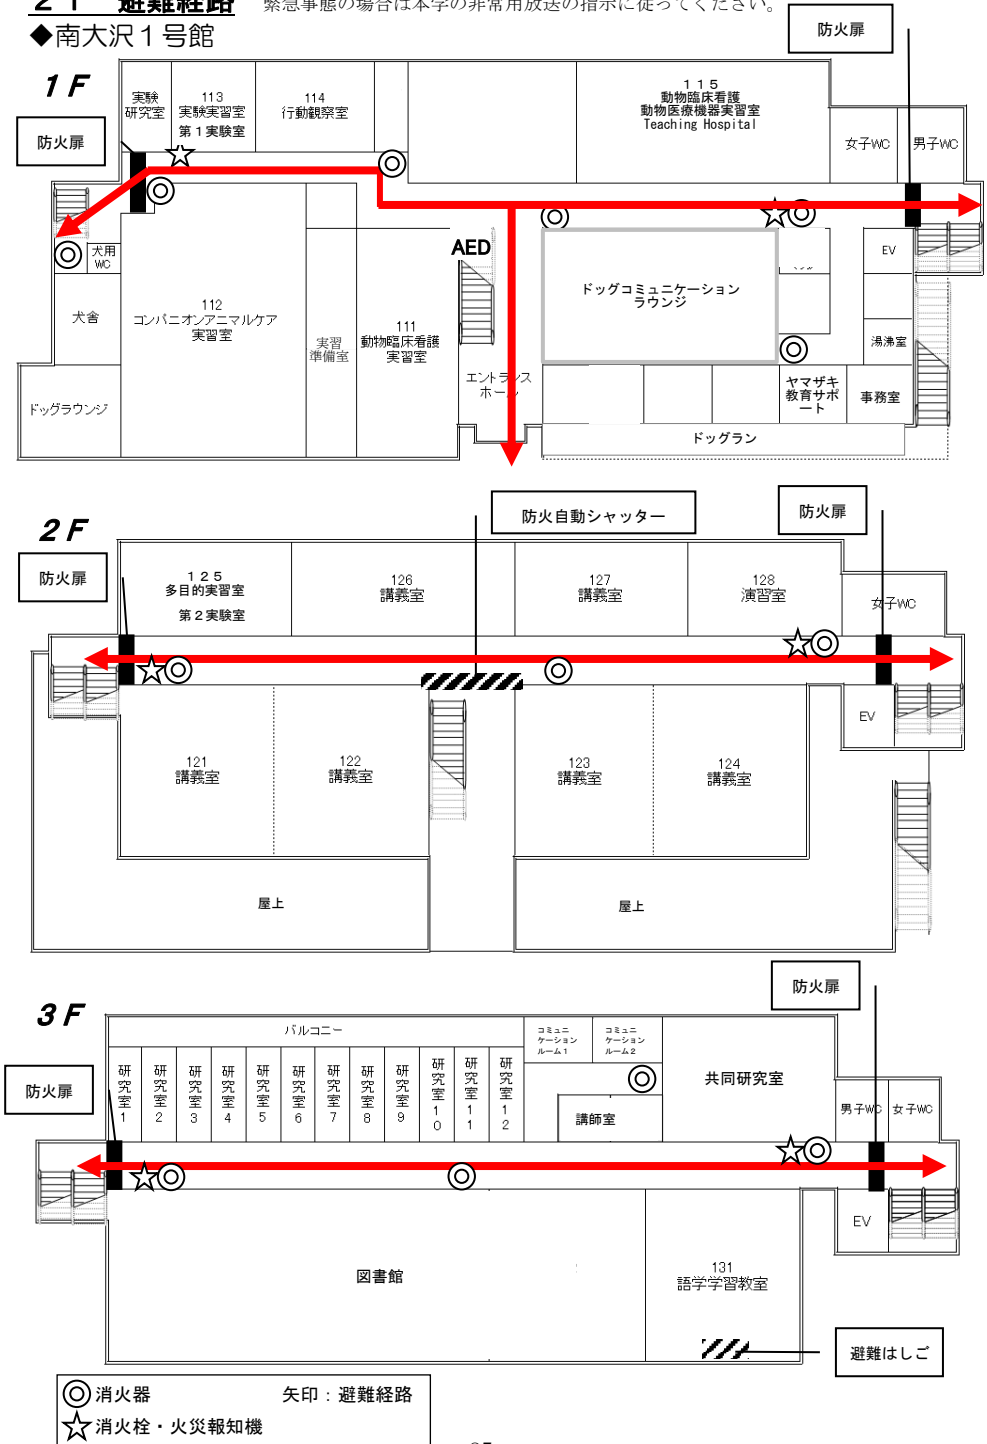 21 避難経路 緊急事態の場合は本学の非常用放送の指示に従ってください。
◆南大沢1号館
防火扉
1F
防火扉
実験
研究室
113
実験実習室
第1実験室
114
行動観察室
115
動物臨床看護
動物医療機器実習室
Teaching Hospital
女子WC
男子WC
犬用
WC
犬舎
ドッグラウンジ
112
コンパニオンアニマルケア
実習室
実習
準備室
111
動物臨床看護
実習室
AED
エントランス
ホール
ドッグコミュニケーション
ラウンジ
EV
湯沸室
ヤマザキ
教育サポ
ート
事務室
ドッグラン
2F
防火自動シャッター
防火扉
防火扉
125
多目的実習室
第2実験室
126
講義室
127
講義室
128
演習室
女子WC
EV
121
講義室
122
講義室
123
講義室
124
講義室
屋上
屋上
3F
防火扉
防火扉
バルコニー
研究室1
研究室2
研究室3
研究室4
研究室5
研究室6
研究室7
研究室8
研究室9
研究室10
研究室11
研究室12
コミュニ
ケーション
ルーム1
コミュニ
ケーション
ルーム2
講師室
共同研究室
男子WC
女子WC
EV
図書館
131
語学学習教室
避難はしご
消火器 矢印：避難経路
消火栓・火災報知機